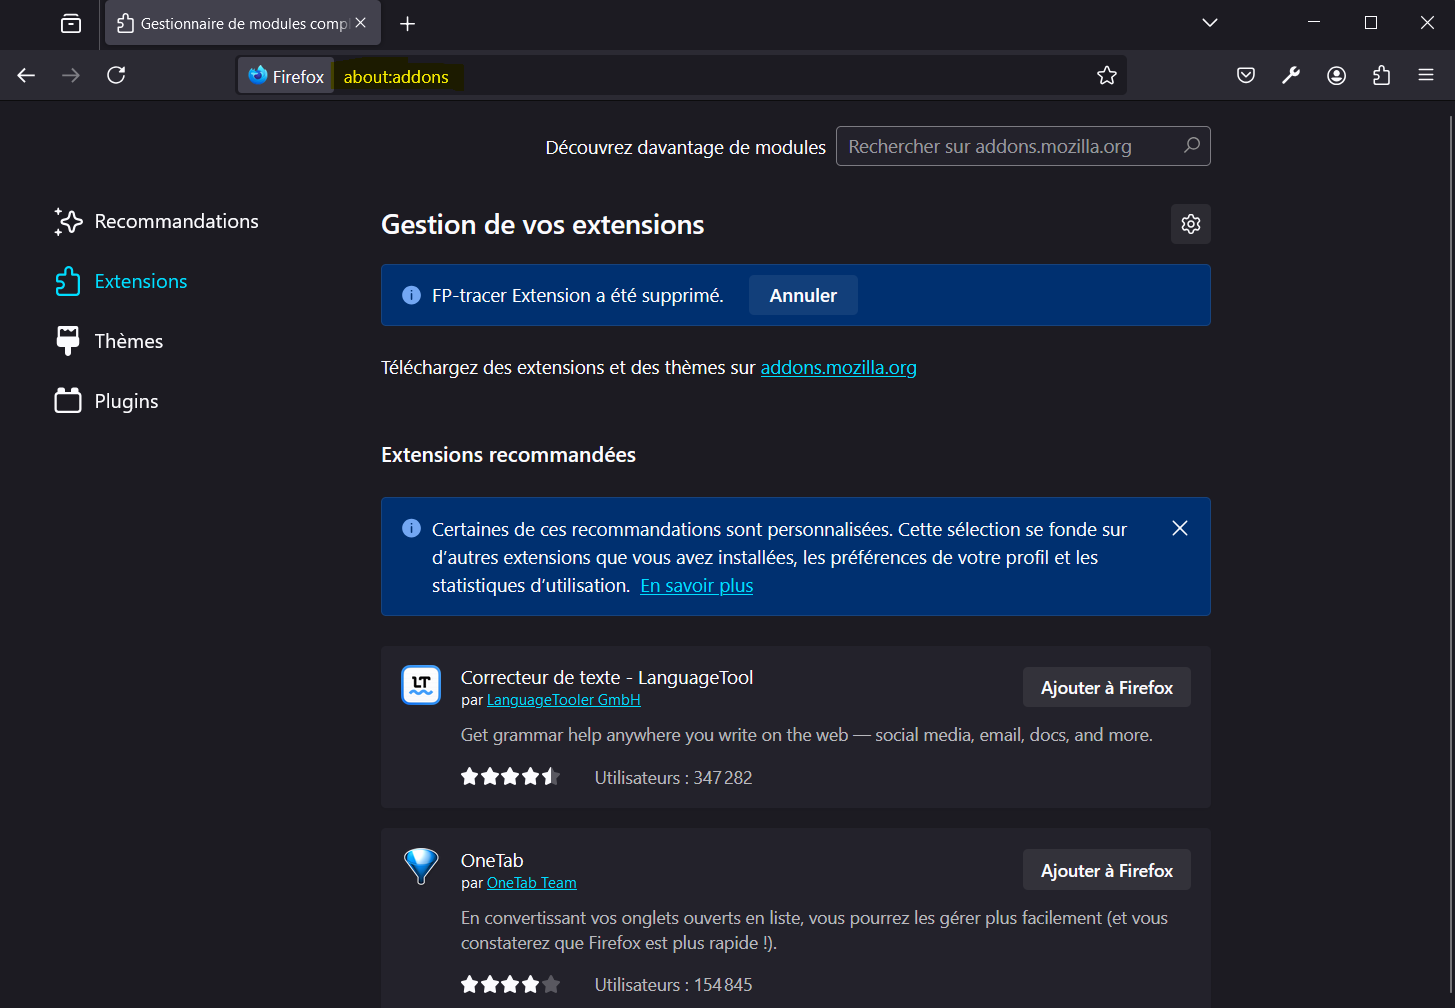 Gestionnaire de modules compl
Firefox about:addons
Découvrez davantage de modules Rechercher sur addons.mozilla.org
Recommandations
Extensions
Thèmes
Plugins
Gestion de vos extensions
FP-tracer Extension a été supprimé. Annuler
Téléchargez des extensions et des thèmes sur addons.mozilla.org
Extensions recommandées
Certaines de ces recommandations sont personnalisées. Cette sélection se fonde sur
d’autres extensions que vous avez installées, les préférences de votre profil et les
statistiques d’utilisation. En savoir plus
LT
Correcteur de texte - LanguageTool
par LanguageTooler GmbH
Ajouter à Firefox
Get grammar help anywhere you write on the web — social media, email, docs, and more.
Utilisateurs : 347 282
OneTab
par OneTab Team
Ajouter à Firefox
En convertissant vos onglets ouverts en liste, vous pourrez les gérer plus facilement (et vous
constaterez que Firefox est plus rapide !).
Utilisateurs : 154 845